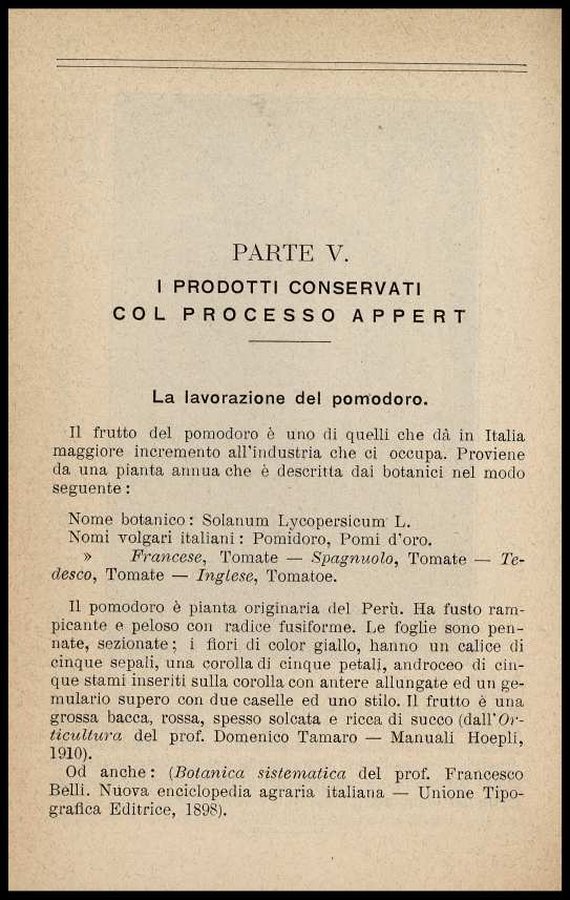 PARTE V.
I PRODOTTI CONSERVATI
COL PROCESSO APPERT
La lavorazione del pomodoro.
Il frutto del pomodoro è uno di quelli che dà in Italia
maggiore incremento all'industria che ci occupa. Proviene
da una pianta annua che è descritta dai botanici nel modo
seguente :
Nome botanico : Solanum Lycopersicum L.
Nomi volgari italiani : Pomidoro, Pomi d'oro.
» Francese, Tomate — Spagnuolo, Tomate — Te-
desco, Tomate — Inglese, Tomatoe.
Il pomodoro è pianta originaria del Perù. Ha fusto ram-
picante e peloso con radice fusiforme. Le foglie sono pen-
nate, sezionate ; i fiori di color giallo, hanno un calice di
cinque sepali, una corolla di cinque petali, androceo di cin-
que stami inseriti sulla corolla con antere allungate ed un ge-
mulario supero con due caselle ed uno stilo. Il frutto è una
grossa bacca, rossa, spesso solcata e ricca di succo (dall'Or-
ticultura del prof. Domenico Tamaro — Manuali Hoepli,
1910).
Od anche : (Botanica sistematica del prof. Francesco
Belli. Nuova enciclopedia agraria italiana — Unione Tipo-
grafica Editrice, 1898).